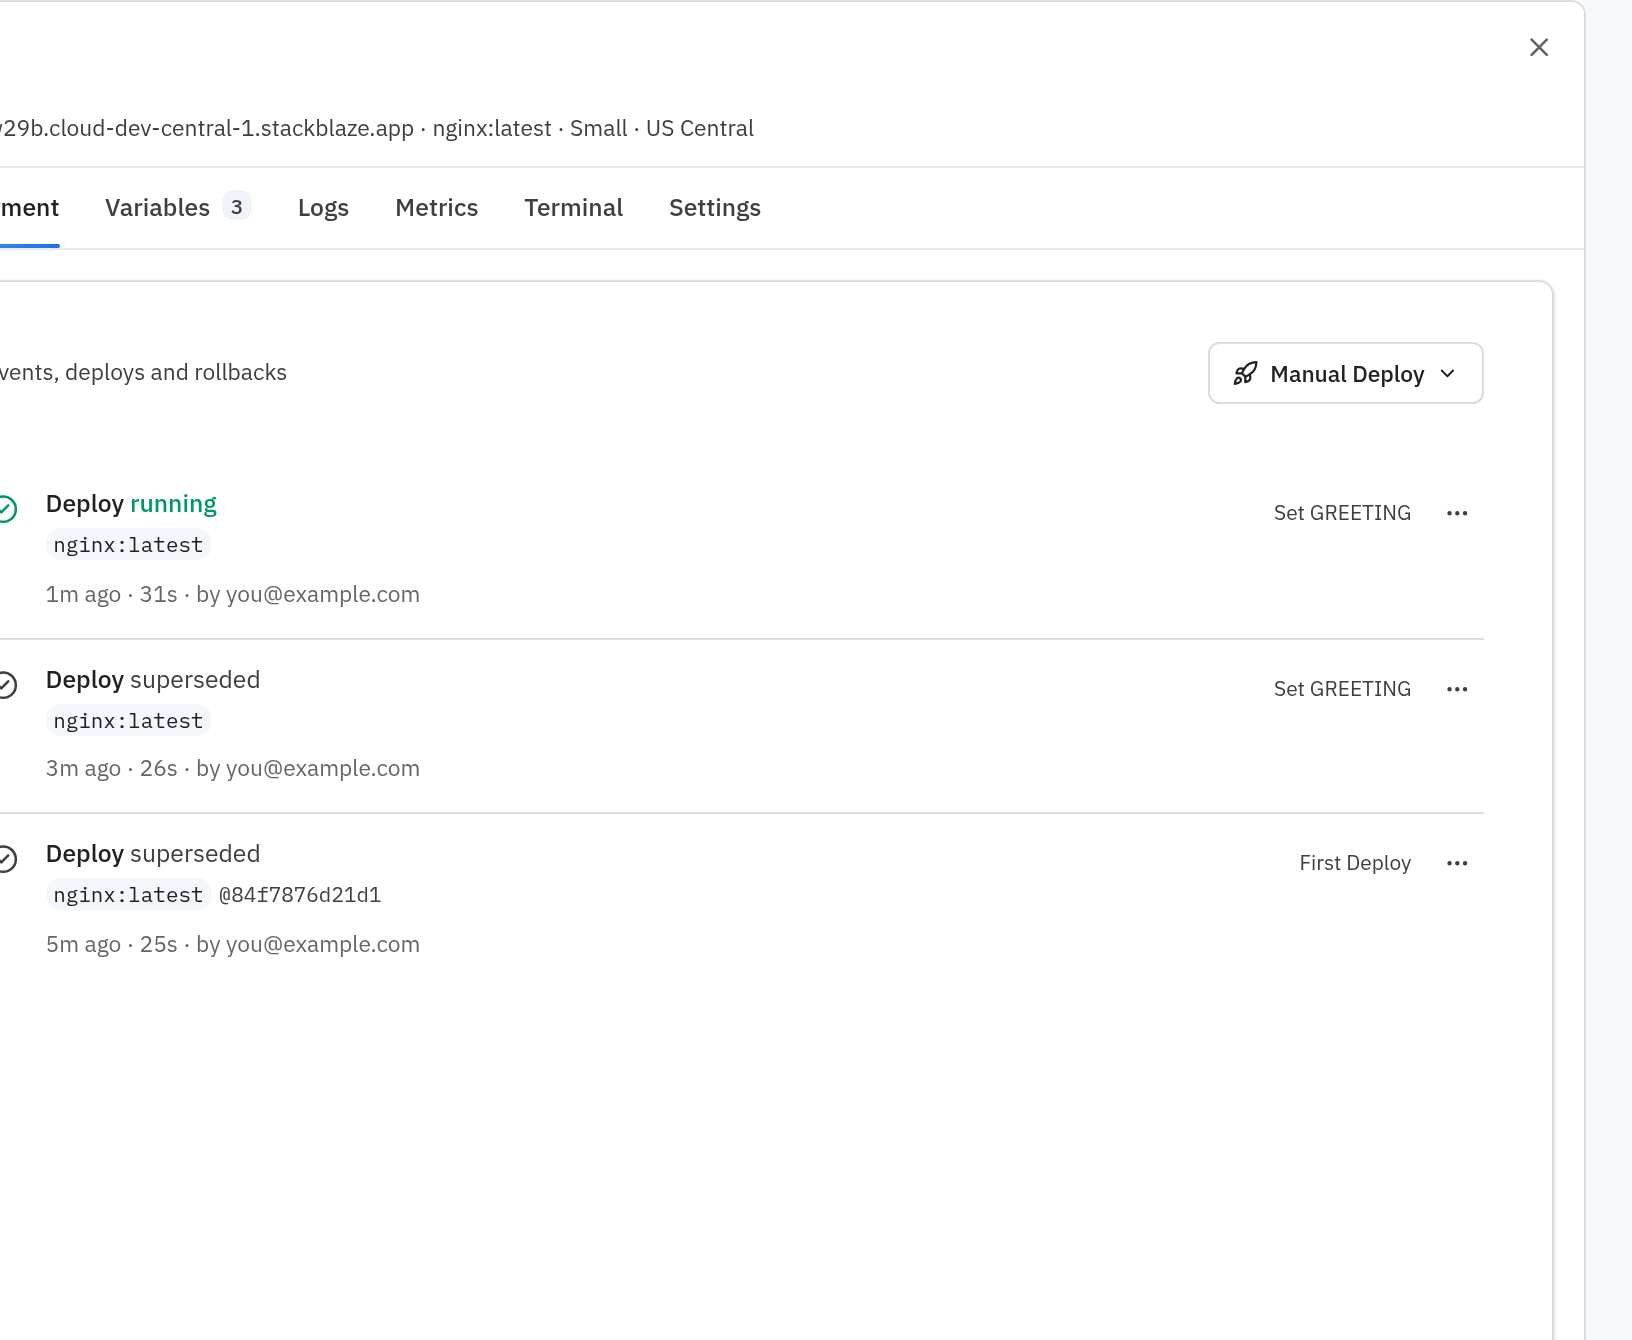 29b.cloud-dev-central-1.stackblaze.app · nginx:latest · Small · US Central
ment Variables 3 Logs Metrics Terminal Settings
vents, deploys and rollbacks
Manual Deploy
Deploy running
Set GREETING
nginx:latest
1m ago · 31s · by you@example.com
Deploy superseded
Set GREETING
nginx:latest
3m ago · 26s · by you@example.com
Deploy superseded
First Deploy
nginx:latest @84f7876d21d1
5m ago · 25s · by you@example.com